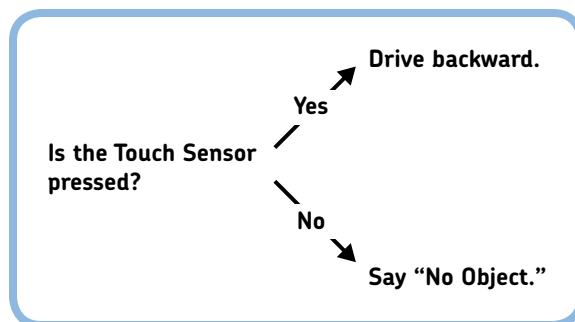 Drive backward.
Yes
Is the Touch Sensor
pressed?
No
Say “No Object.”